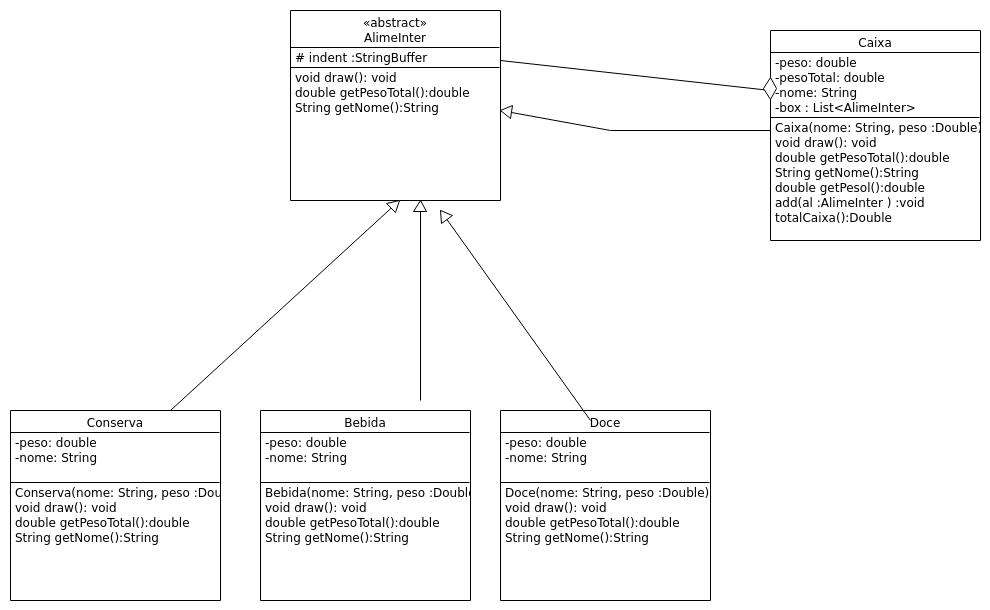 «abstract»
AlimeInter
# indent :StringBuffer
void draw(): void
double getPesoTotal():double
String getNome():String
Caixa
-peso: double
-pesoTotal: double
-nome: String
-box : List<AlimeInter>
Caixa(nome: String, peso :Double)
void draw(): void
double getPesoTotal():double
String getNome():String
double getPesol():double
add(al :AlimeInter ) :void
totalCaixa():Double
Conserva
-peso: double
-nome: String
Conserva(nome: String, peso :Dou
void draw(): void
double getPesoTotal():double
String getNome():String
Bebida
-peso: double
-nome: String
Bebida(nome: String, peso :Doubl
void draw(): void
double getPesoTotal():double
String getNome():String
Doce
-peso: double
-nome: String
Doce(nome: String, peso :Double)
void draw(): void
double getPesoTotal():double
String getNome():String